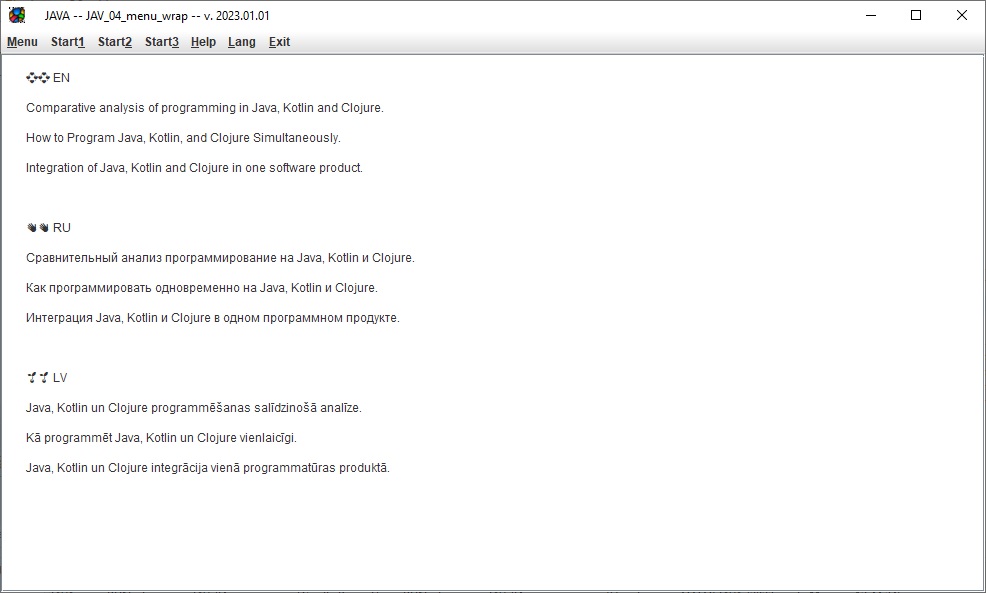 JAVA -- JAV_04_menu_wrap -- v. 2023.01.01
Menu Start1 Start2 Start3 Help Lang Exit
EN
Comparative analysis of programming in Java, Kotlin and Clojure.
How to Program Java, Kotlin, and Clojure Simultaneously.
Integration of Java, Kotlin and Clojure in one software product.
RU
Сравнительный анализ программирование на Java, Kotlin и Clojure.
Как программировать одновременно на Java, Kotlin и Clojure.
Интеграция Java, Kotlin и Clojure в одном программном продукте.
LV
Java, Kotlin un Clojure programmēšanas salīdzinošā analīze.
Kā programmēt Java, Kotlin un Clojure vienlaicīgi.
Java, Kotlin un Clojure integrācija vienā programmatūras produktā.